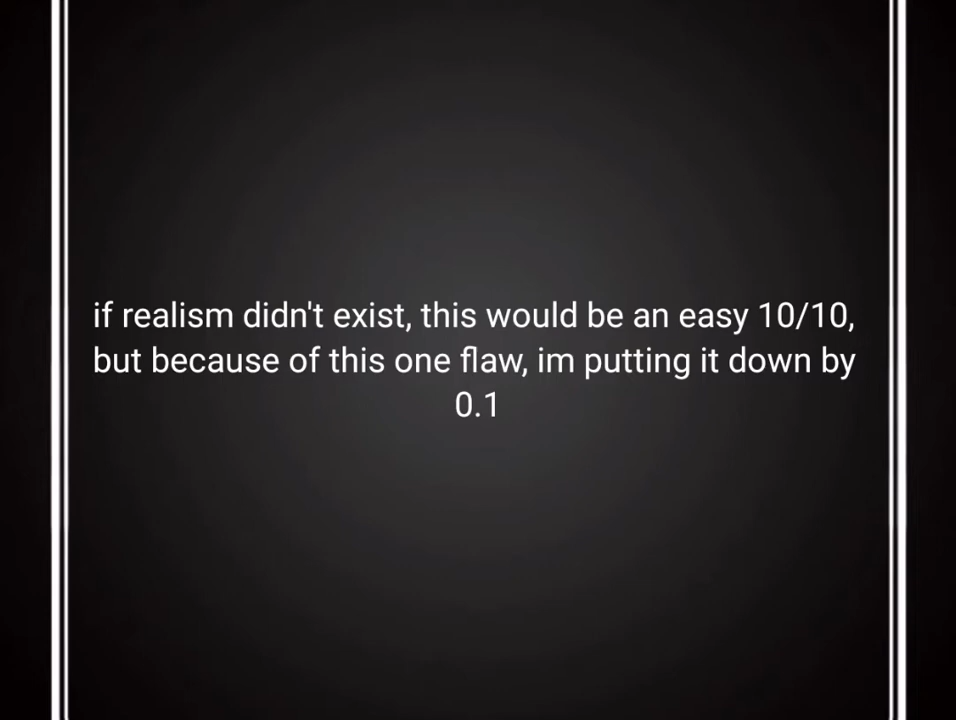 if realism didn't exist, this would be an easy 10/10,
but because of this one flaw, im putting it down by
0.1